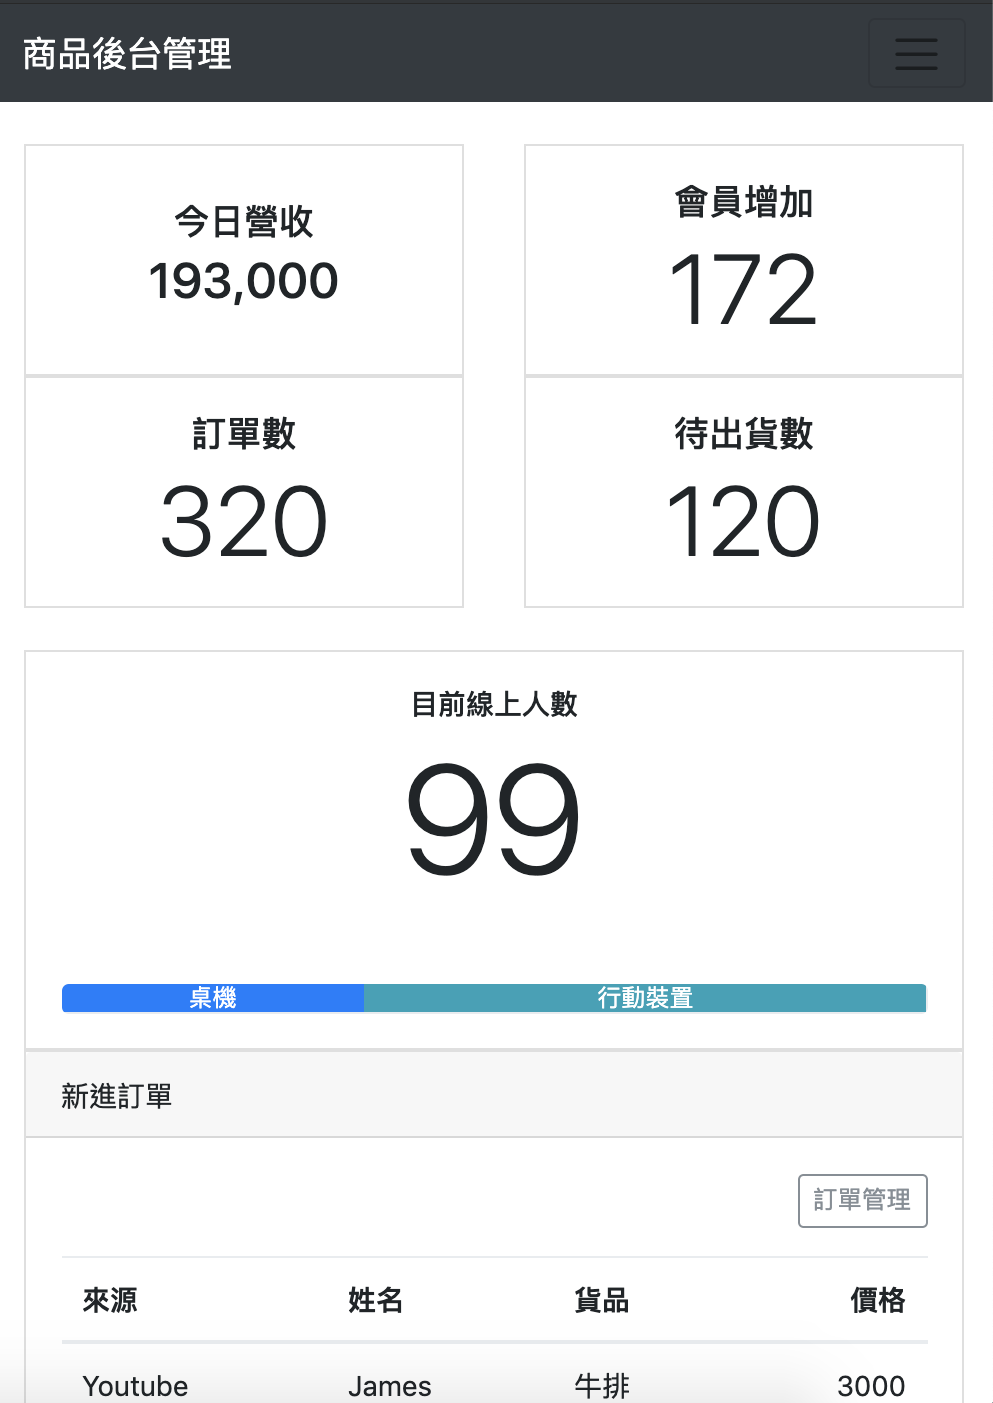 商品後台管理
今日營收
193,000
會員增加
172
訂單數
320
待出貨數
120
目前線上人數
99
桌機 行動裝置
新進訂單
訂單管理
來源 姓名 貨品 價格
Youtube James 牛排 3000